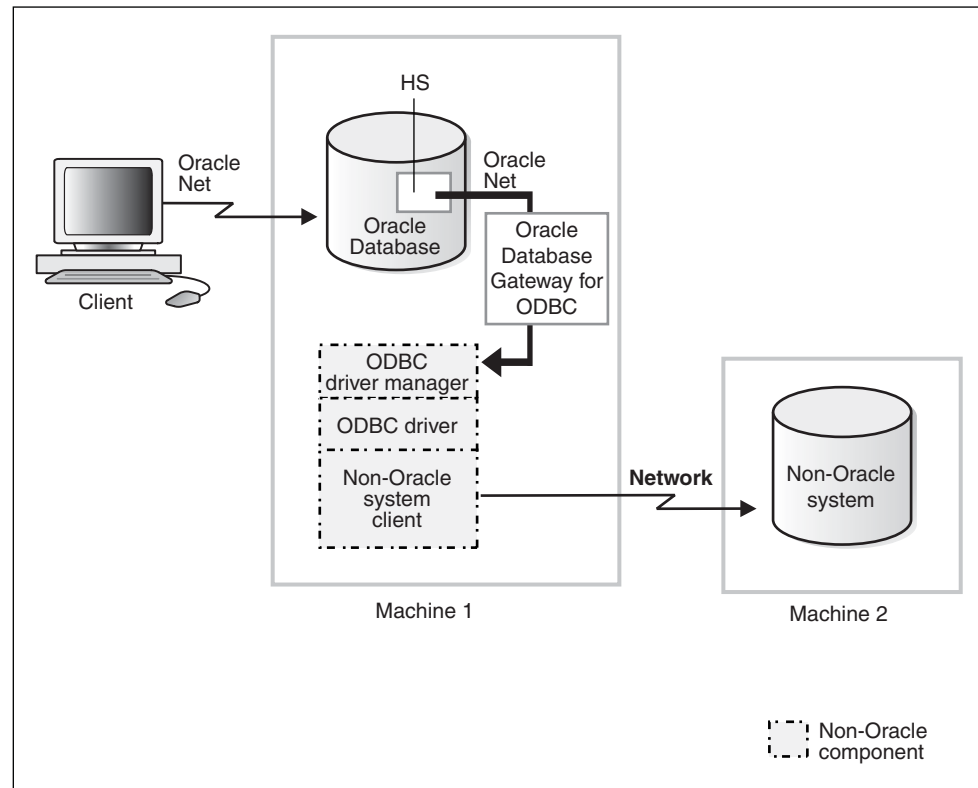 HS
Oracle
Net
Oracle
Net
Oracle
Database
Oracle
Database
Gateway for
ODBC
Client
ODBC
driver manager
ODBC driver
Non-Oracle
system
client
Network
Non-Oracle
system
Machine 1
Machine 2
Non-Oracle
component